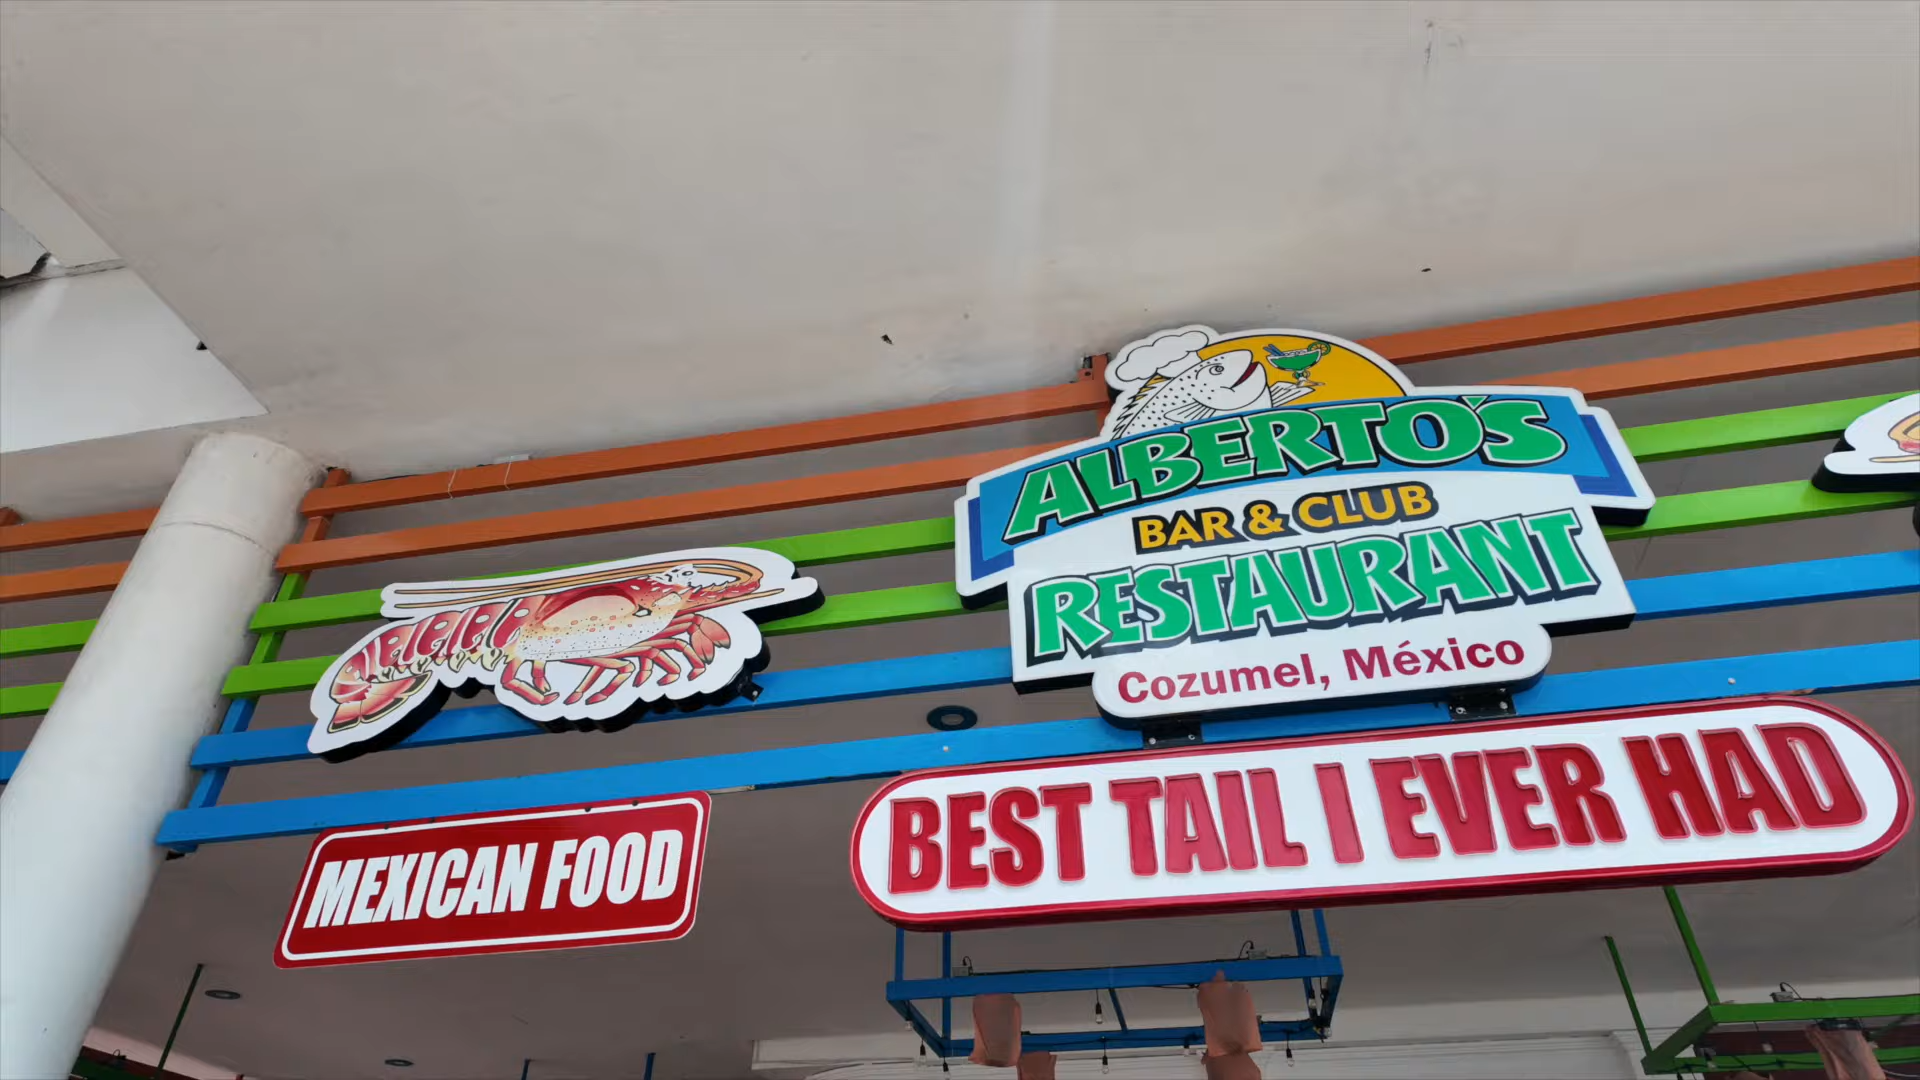 ALBERTO'S
BAR & CLUB
RESTAURANT
Cozumel, México
BEST TAIL I EVER HAD
MEXICAN FOOD